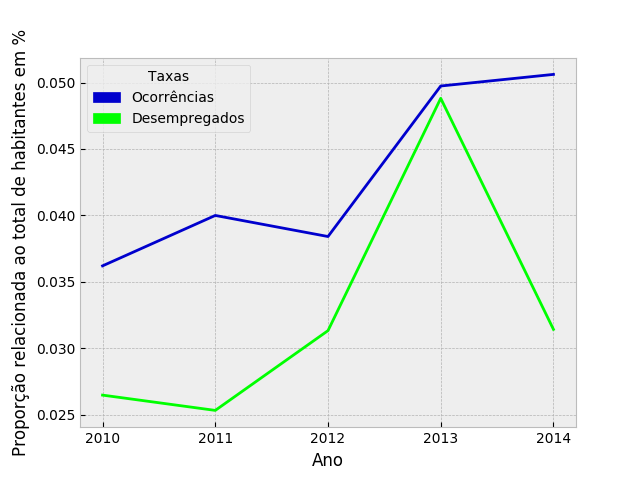 Proporção relacionada ao total de habitantes em %
Taxas
Ocorrências
Desempregados
0.050
0.045
0.040
0.035
0.030
0.025
2010 2011 2012 2013 2014
Ano